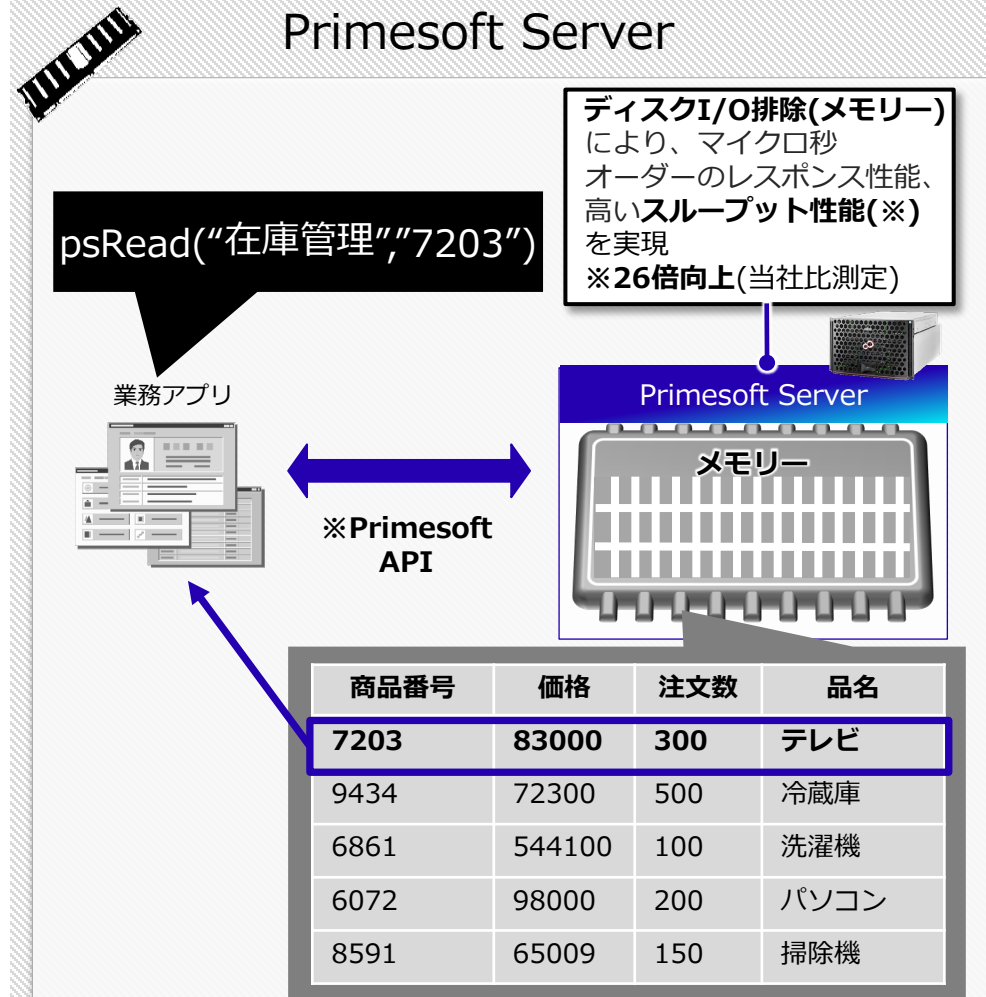 Primesoft Server
ディスクI/O排除(メモリー)
により、マイクロ秒
オーダーのレスポンス性能、
高いスループット性能(※)
を実現
※26倍向上(当社比測定)
psRead(“在庫管理”,”7203”)
業務アプリ
Primesoft Server
メモリー
※Primesoft
API
商品番号 価格 注文数 品名
7203 83000 300 テレビ
9434 72300 500 冷蔵庫
6861 544100 100 洗濯機
6072 98000 200 パソコン
8591 65009 150 掃除機